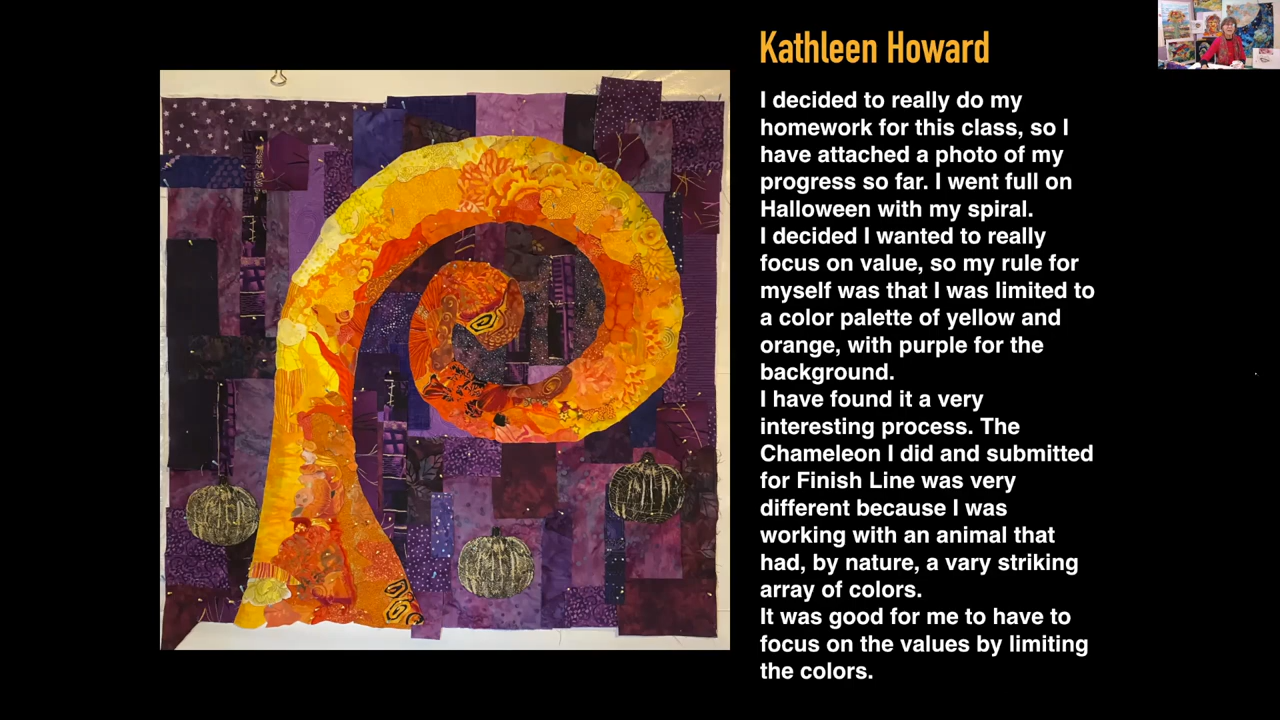 Kathleen Howard
I decided to really do my
homework for this class, so I
have attached a photo of my
progress so far. I went full on
Halloween with my spiral.
I decided I wanted to really
focus on value, so my rule for
myself was that I was limited to
a color palette of yellow and
orange, with purple for the
background.
I have found it a very
interesting process. The
Chameleon I did and submitted
for Finish Line was very
different because I was
working with an animal that
had, by nature, a vary striking
array of colors.
It was good for me to have to
focus on the values by limiting
the colors.